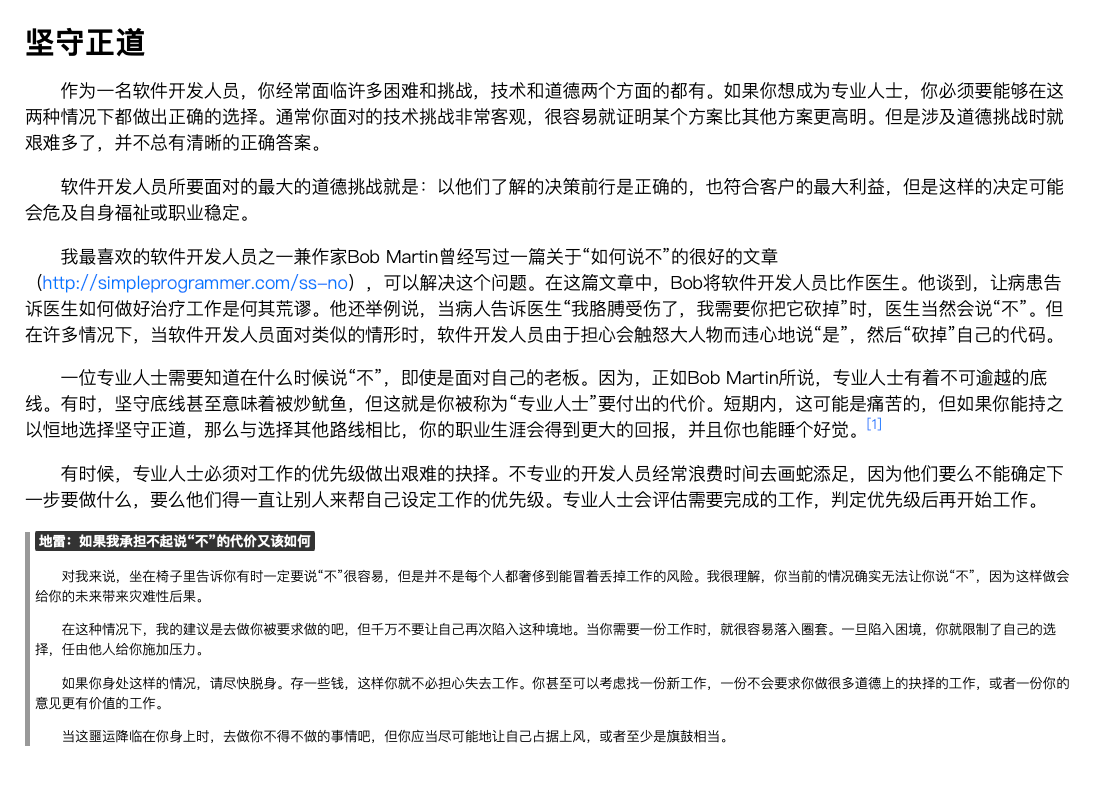 坚守正道
作为一名软件开发人员，你经常面临许多困难和挑战，技术和道德两个方面的都有。如果你想成为专业人士，你必须要能够在这
两种情况下都做出正确的选择。通常你面对的技术挑战非常客观，很容易就证明某个方案比其他方案更高明。但是涉及道德挑战时就
艰难多了，并不总有清晰的正确答案。
软件开发人员所要面对的最大的道德挑战就是：以他们了解的决策前行是正确的，也符合客户的最大利益，但是这样的决定可能
会危及自身福祉或职业稳定。
我最喜欢的软件开发人员之一兼作家Bob Martin曾经写过一篇关于“如何说不”的很好的文章
（http://simpleprogrammer.com/ss-no），可以解决这个问题。在这篇文章中，Bob将软件开发人员比作医生。他谈到，让病患告
诉医生如何做好治疗工作是何其荒谬。他还举例说，当病人告诉医生“我胳膊受伤了，我需要你把它砍掉”时，医生当然会说“不”。但
在许多情况下，当软件开发人员面对类似的情形时，软件开发人员由于担心会触怒大人物而违心地说“是”，然后“砍掉”自己的代码。
一位专业人士需要知道在什么时候说“不”，即使是面对自己的老板。因为，正如Bob Martin所说，专业人士有着不可逾越的底
线。有时，坚守底线甚至意味着被炒鱿鱼，但这就是你被称为“专业人士”要付出的代价。短期内，这可能是痛苦的，但如果你能持之
以恒地选择坚守正道，那么与选择其他路线相比，你的职业生涯会得到更大的回报，并且你也能睡个好觉。[1]
有时候，专业人士必须对工作的优先级做出艰难的抉择。不专业的开发人员经常浪费时间去画蛇添足，因为他们要么不能确定下
一步要做什么，要么他们得一直让别人来帮自己设定工作的优先级。专业人士会评估需要完成的工作，判定优先级后再开始工作。
地雷：如果我承担不起说“不”的代价又该如何
对我来说，坐在椅子里告诉你有时一定要说“不”很容易，但是并不是每个人都奢侈到能冒着丢掉工作的风险。我很理解，你当前的情况确实无法让你说“不”，因为这样做会
给你的未来带来灾难性后果。
在这种情况下，我的建议是去做你被要求做的吧，但千万不要让自己再次陷入这种境地。当你需要一份工作时，就很容易落入圈套。一旦陷入困境，你就限制了自己的选
择，任由他人给你施加压力。
如果你身处这样的情况，请尽快脱身。存一些钱，这样你就不必担心失去工作。你甚至可以考虑找一份新工作，一份不会要求你做很多道德上的抉择的工作，或者一份你的
意见更有价值的工作。
当这噩运降临在你身上时，去做你不得不做的事情吧，但你应当尽可能地让自己占据上风，或者至少是旗鼓相当。